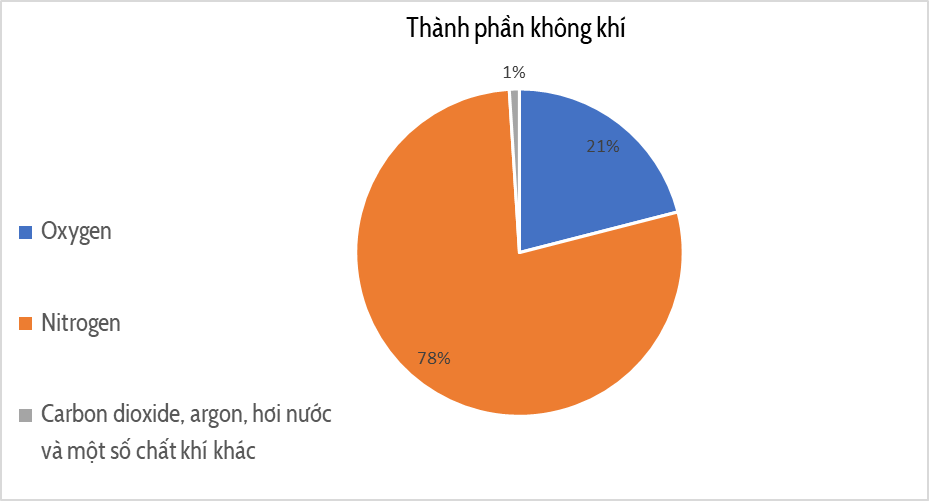 Thành phần không khí
1%
21%
78%
Oxygen
Nitrogen
Carbon dioxide, argon, hơi nước
và một số chất khí khác